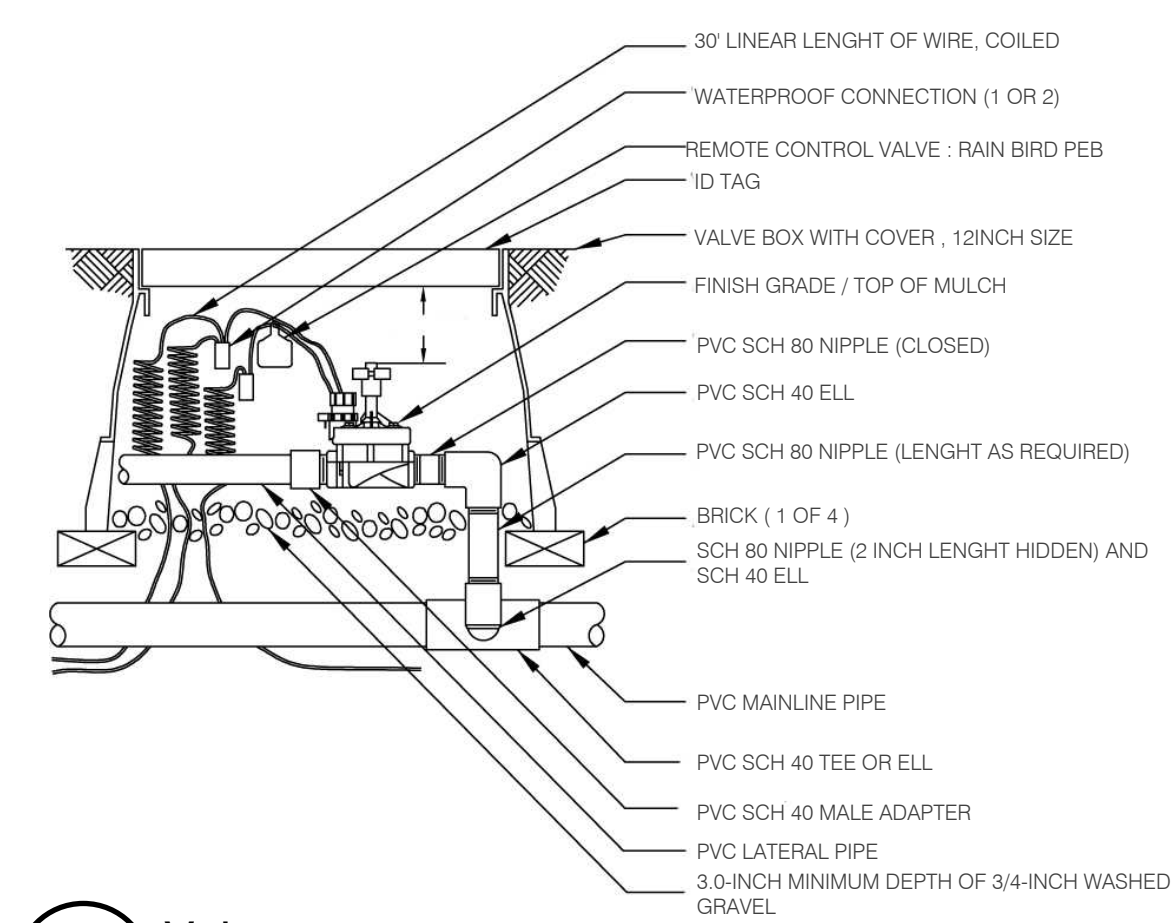 30' LINEAR LENGHT OF WIRE, COILED
WATERPROOF CONNECTION (1 OR 2)
REMOTE CONTROL VALVE : RAIN BIRD PEB
ID TAG
VALVE BOX WITH COVER , 12INCH SIZE
FINISH GRADE / TOP OF MULCH
PVC SCH 80 NIPPLE (CLOSED)
PVC SCH 40 ELL
PVC SCH 80 NIPPLE (LENGHT AS REQUIRED)
BRICK ( 1 OF 4 )
SCH 80 NIPPLE (2 INCH LENGHT HIDDEN) AND
SCH 40 ELL
PVC MAINLINE PIPE
PVC SCH 40 TEE OR ELL
PVC SCH 40 MALE ADAPTER
PVC LATERAL PIPE
3.0-INCH MINIMUM DEPTH OF 3/4-INCH WASHED
GRAVEL